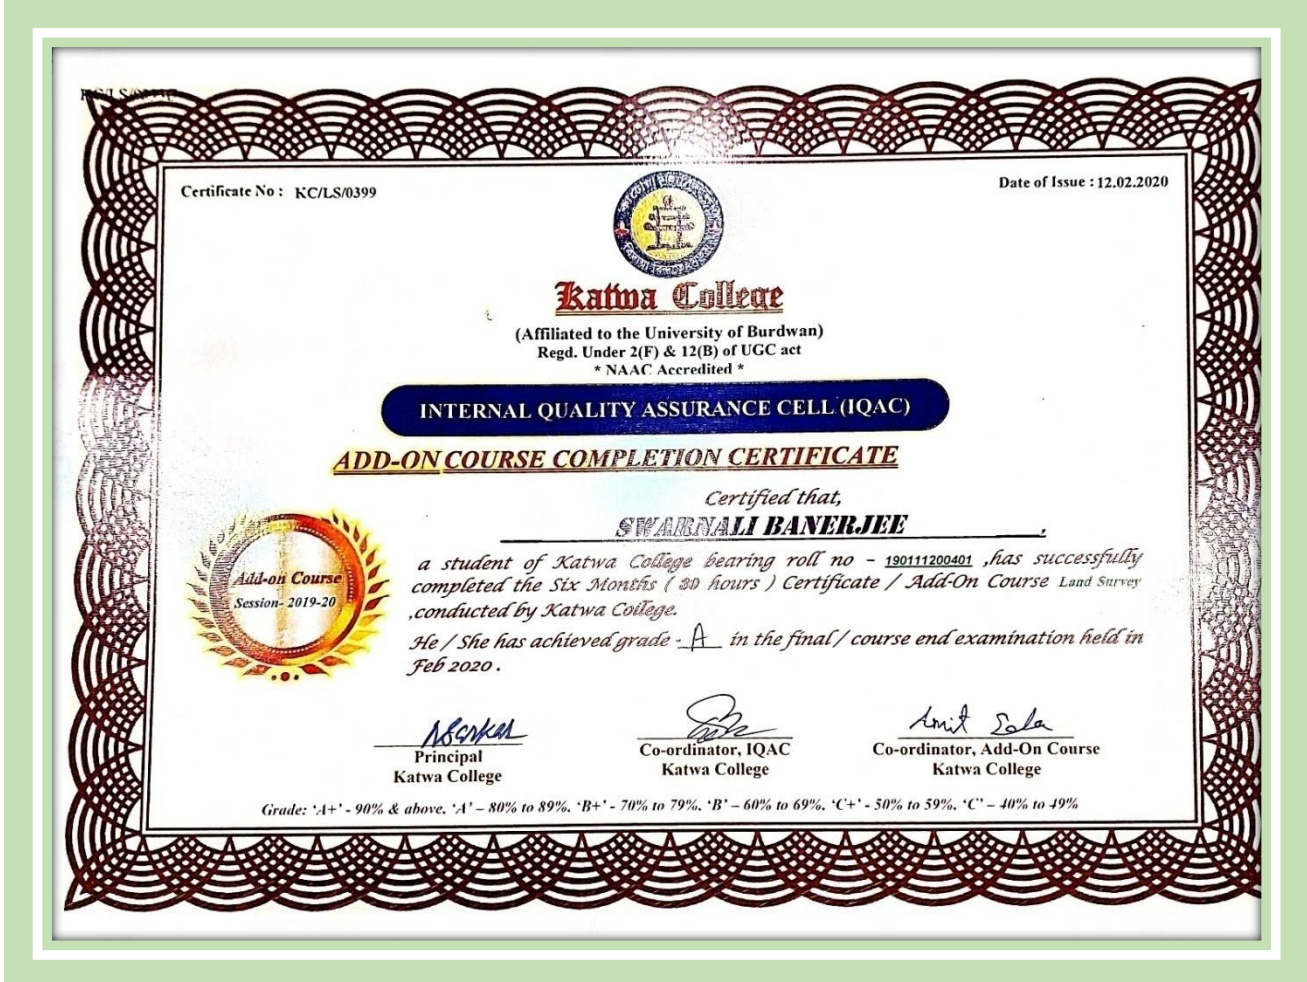 Certificate No : KC/LS/0399
Date of Issue : 12.02.2020
Katwa College
(Affiliated to the University of Burdwan)
Regd. Under 2(F) & 12(B) of UGC act
* NAAC Accredited *
INTERNAL QUALITY ASSURANCE CELL (IQAC)
ADD-ON COURSE COMPLETION CERTIFICATE
Certified that,
SWARNALI BANERJEE .
a student of Katwa College bearing roll no – 190111200401 ,has successfully
completed the Six Months ( 30 hours ) Certificate / Add-On Course Land Survey
,conducted by Katwa College.
He / She has achieved grade - A in the final / course end examination held in
Feb 2020 .
Add-on Course
Session- 2019-20
NSarkar
Principal
Katwa College
Co-ordinator, IQAC
Katwa College
Amit
Co-ordinator, Add-On Course
Katwa College
Grade: ‘A+’ - 90% & above, ‘A’ – 80% to 89%, ‘B+’ - 70% to 79%, ‘B’ – 60% to 69%, ‘C+’ - 50% to 59%, ‘C’ – 40% to 49%